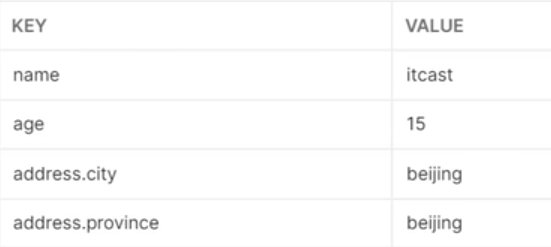 KEY VALUE
name itcast
age 15
address.city beijing
address.province beijing